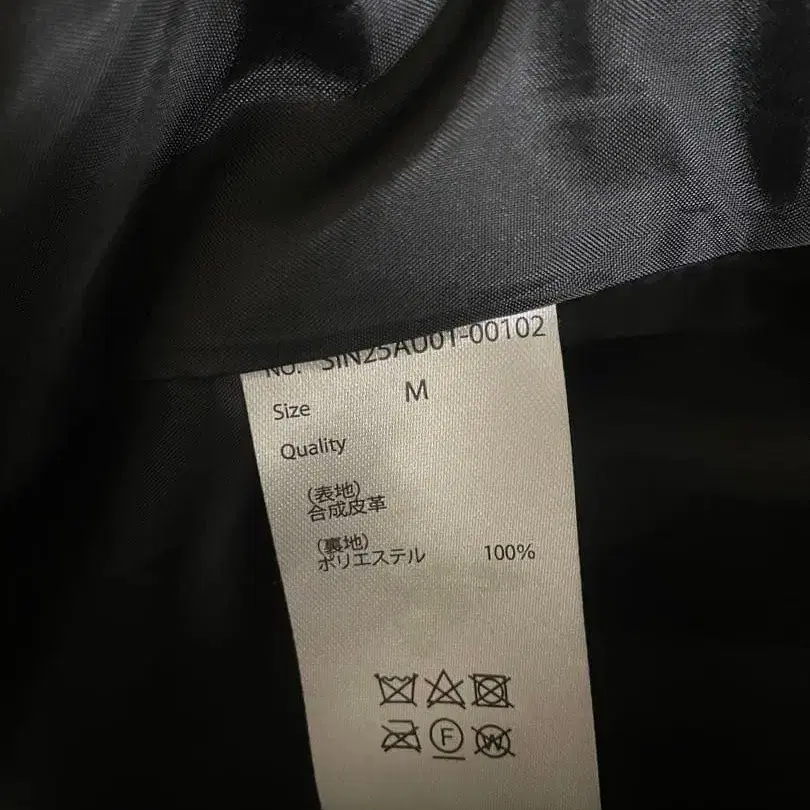 NO. SIN25AU01-00102
Size M
Quality
(表地)
合成皮革
(裏地)
ポリエステル 100%
F W